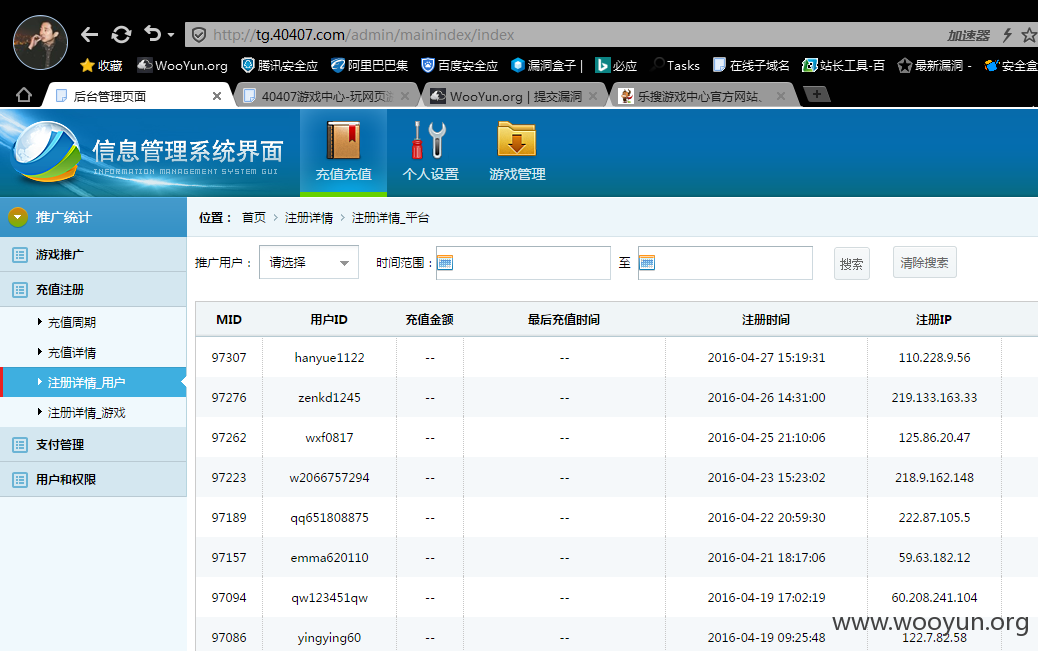 http://tg.40407.com/admin/mainindex/index 加速器
收藏 WooYun.org 腾讯安全应 阿里巴巴集 百度安全应 漏洞盒子 | 必应 Tasks 在线子域名 站长工具-百 最新漏洞 - 安全盒
后台管理页面 40407游戏中心-玩网页游 WooYun.org | 提交漏洞 乐搜游戏中心官方网站、
信息管理系统界面
INFORMATION MANAGEMENT SYSTEM GUI
充值充值 个人设置 游戏管理
推广统计
游戏推广
充值注册
充值周期
充值详情
注册详情_用户
注册详情_游戏
支付管理
用户和权限
位置： 首页 > 注册详情 > 注册详情_平台
推广用户： 请选择 时间范围： 至 搜索 清除搜索
MID 用户ID 充值金额 最后充值时间 注册时间 注册IP
97307 hanyue1122 -- -- 2016-04-27 15:19:31 110.228.9.56
97276 zenkd1245 -- -- 2016-04-26 14:31:00 219.133.163.33
97262 wxf0817 -- -- 2016-04-25 21:10:06 125.86.20.47
97223 w2066757294 -- -- 2016-04-23 15:23:02 218.9.162.148
97189 qq651808875 -- -- 2016-04-22 20:59:30 222.87.105.5
97157 emma620110 -- -- 2016-04-21 18:17:06 59.63.182.12
97094 qw123451qw -- -- 2016-04-19 17:02:19 60.208.241.104
97086 yingying60 -- -- 2016-04-19 09:25:48 122.7.82.58
www.wooyun.org